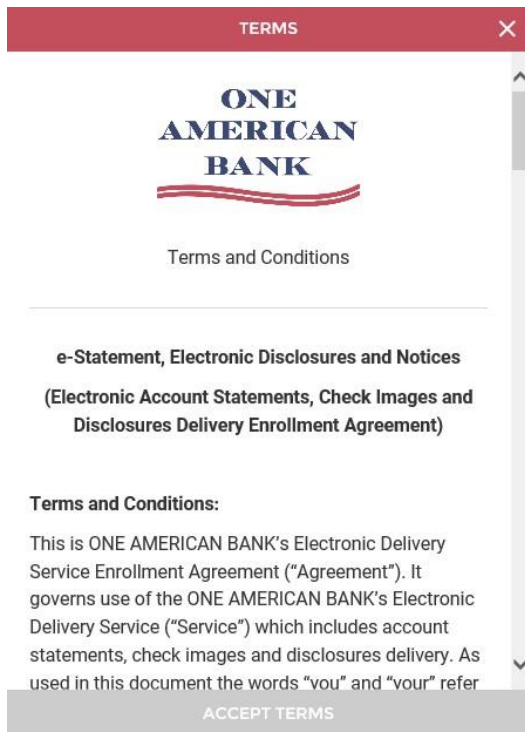 TERMS
ONE
AMERICAN
BANK
Terms and Conditions
e-Statement, Electronic Disclosures and Notices
(Electronic Account Statements, Check Images and
Disclosures Delivery Enrollment Agreement)
Terms and Conditions:
This is ONE AMERICAN BANK’s Electronic Delivery
Service Enrollment Agreement (“Agreement”). It
governs use of the ONE AMERICAN BANK’s Electronic
Delivery Service (“Service”) which includes account
statements, check images and disclosures delivery. As
used in this document the words “you” and “your” refer
ACCEPT TERMS